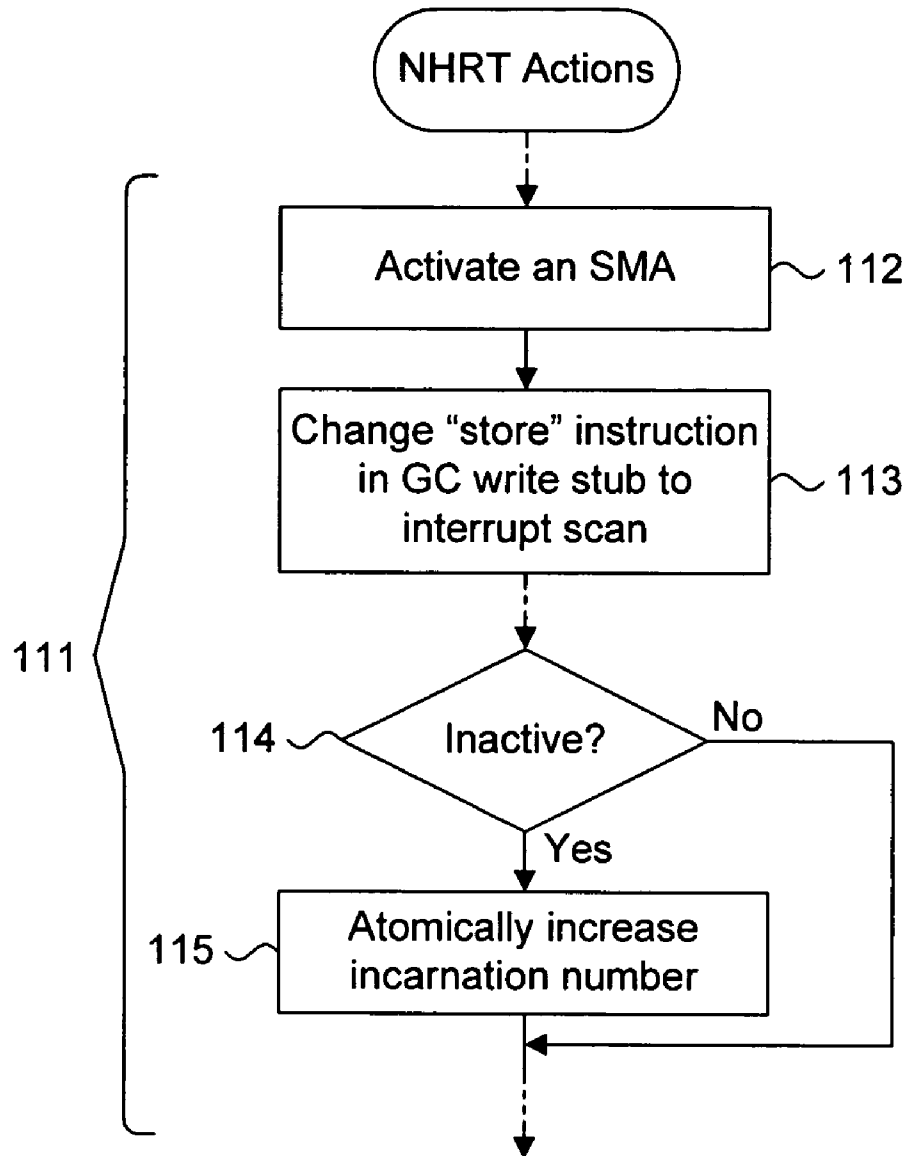 NHRT Actions
Activate an SMA
112
Change “store” instruction
in GC write stub to
interrupt scan
113
111
114
Inactive?
No
Yes
115
Atomically increase
incarnation number